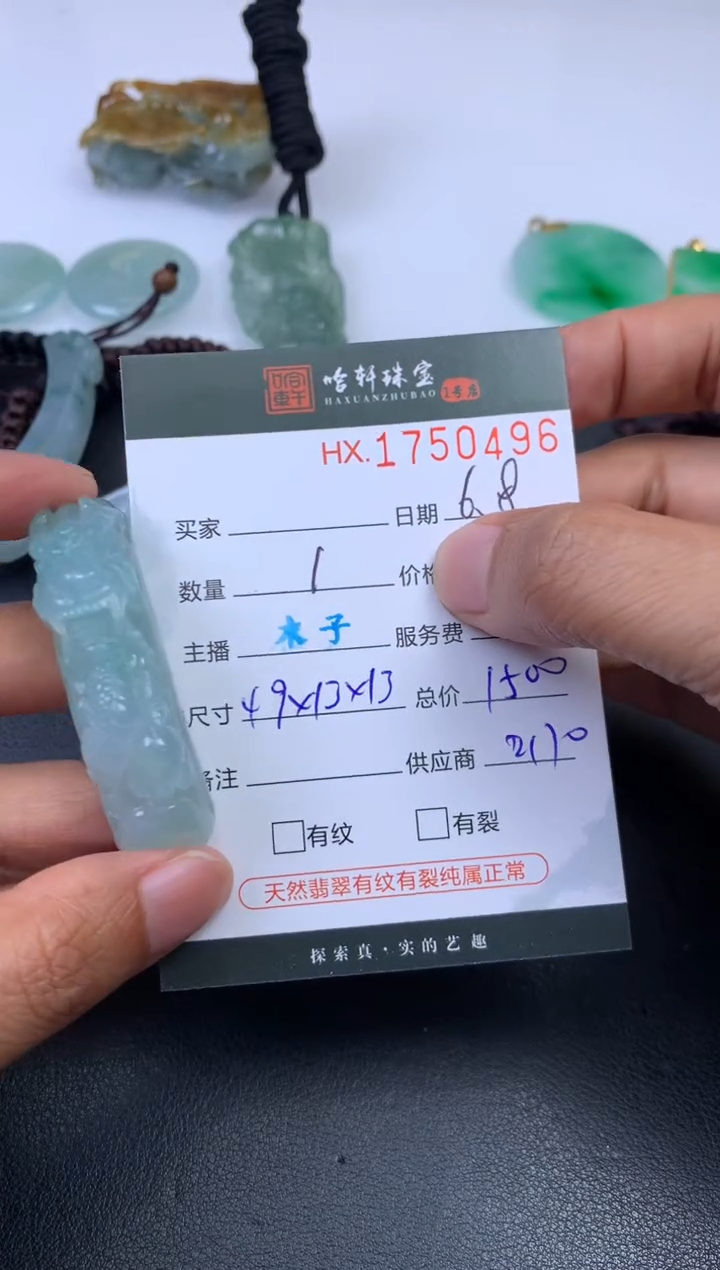 哈轩珠宝
HAXUANZHUBAO 1号店
HX.1750496
买家 日期 6.8
数量 1 价格
主播 木子 服务费
尺寸 49x13x13 总价 1500
备注 供应商
有纹 有裂
天然翡翠有纹有裂纯属正常
探索真·实的艺趣